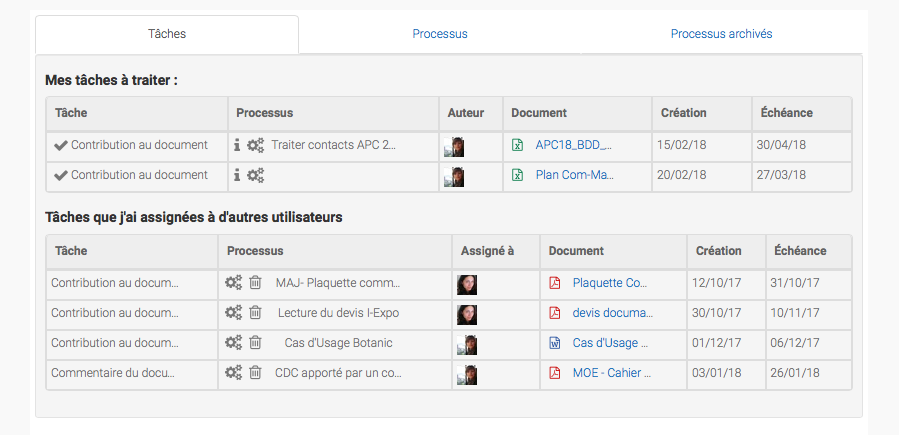 Tâches Processus Processus archivés
Mes tâches à traiter :
Tâche Processus Auteur Document Création Échéance
Contribution au document Traiter contacts APC 2... APC18_BDD_... 15/02/18 30/04/18
Contribution au document Plan Com-Ma... 20/02/18 27/03/18
Tâches que j'ai assignées à d'autres utilisateurs
Tâche Processus Assigné à Document Création Échéance
Contribution au docum... MAJ- Plaquette comm... Plaquette Co... 12/10/17 31/10/17
Contribution au docum... Lecture du devis I-Expo devis documa... 30/10/17 10/11/17
Contribution au docum... Cas d'Usage Botanic Cas d'Usage ... 01/12/17 06/12/17
Commentaire du docu... CDC apporté par un co... MOE - Cahier ... 03/01/18 26/01/18